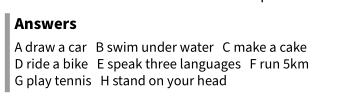 Answers
A draw a car B swim under water C make a cake
D ride a bike E speak three languages F run 5km
G play tennis H stand on your head